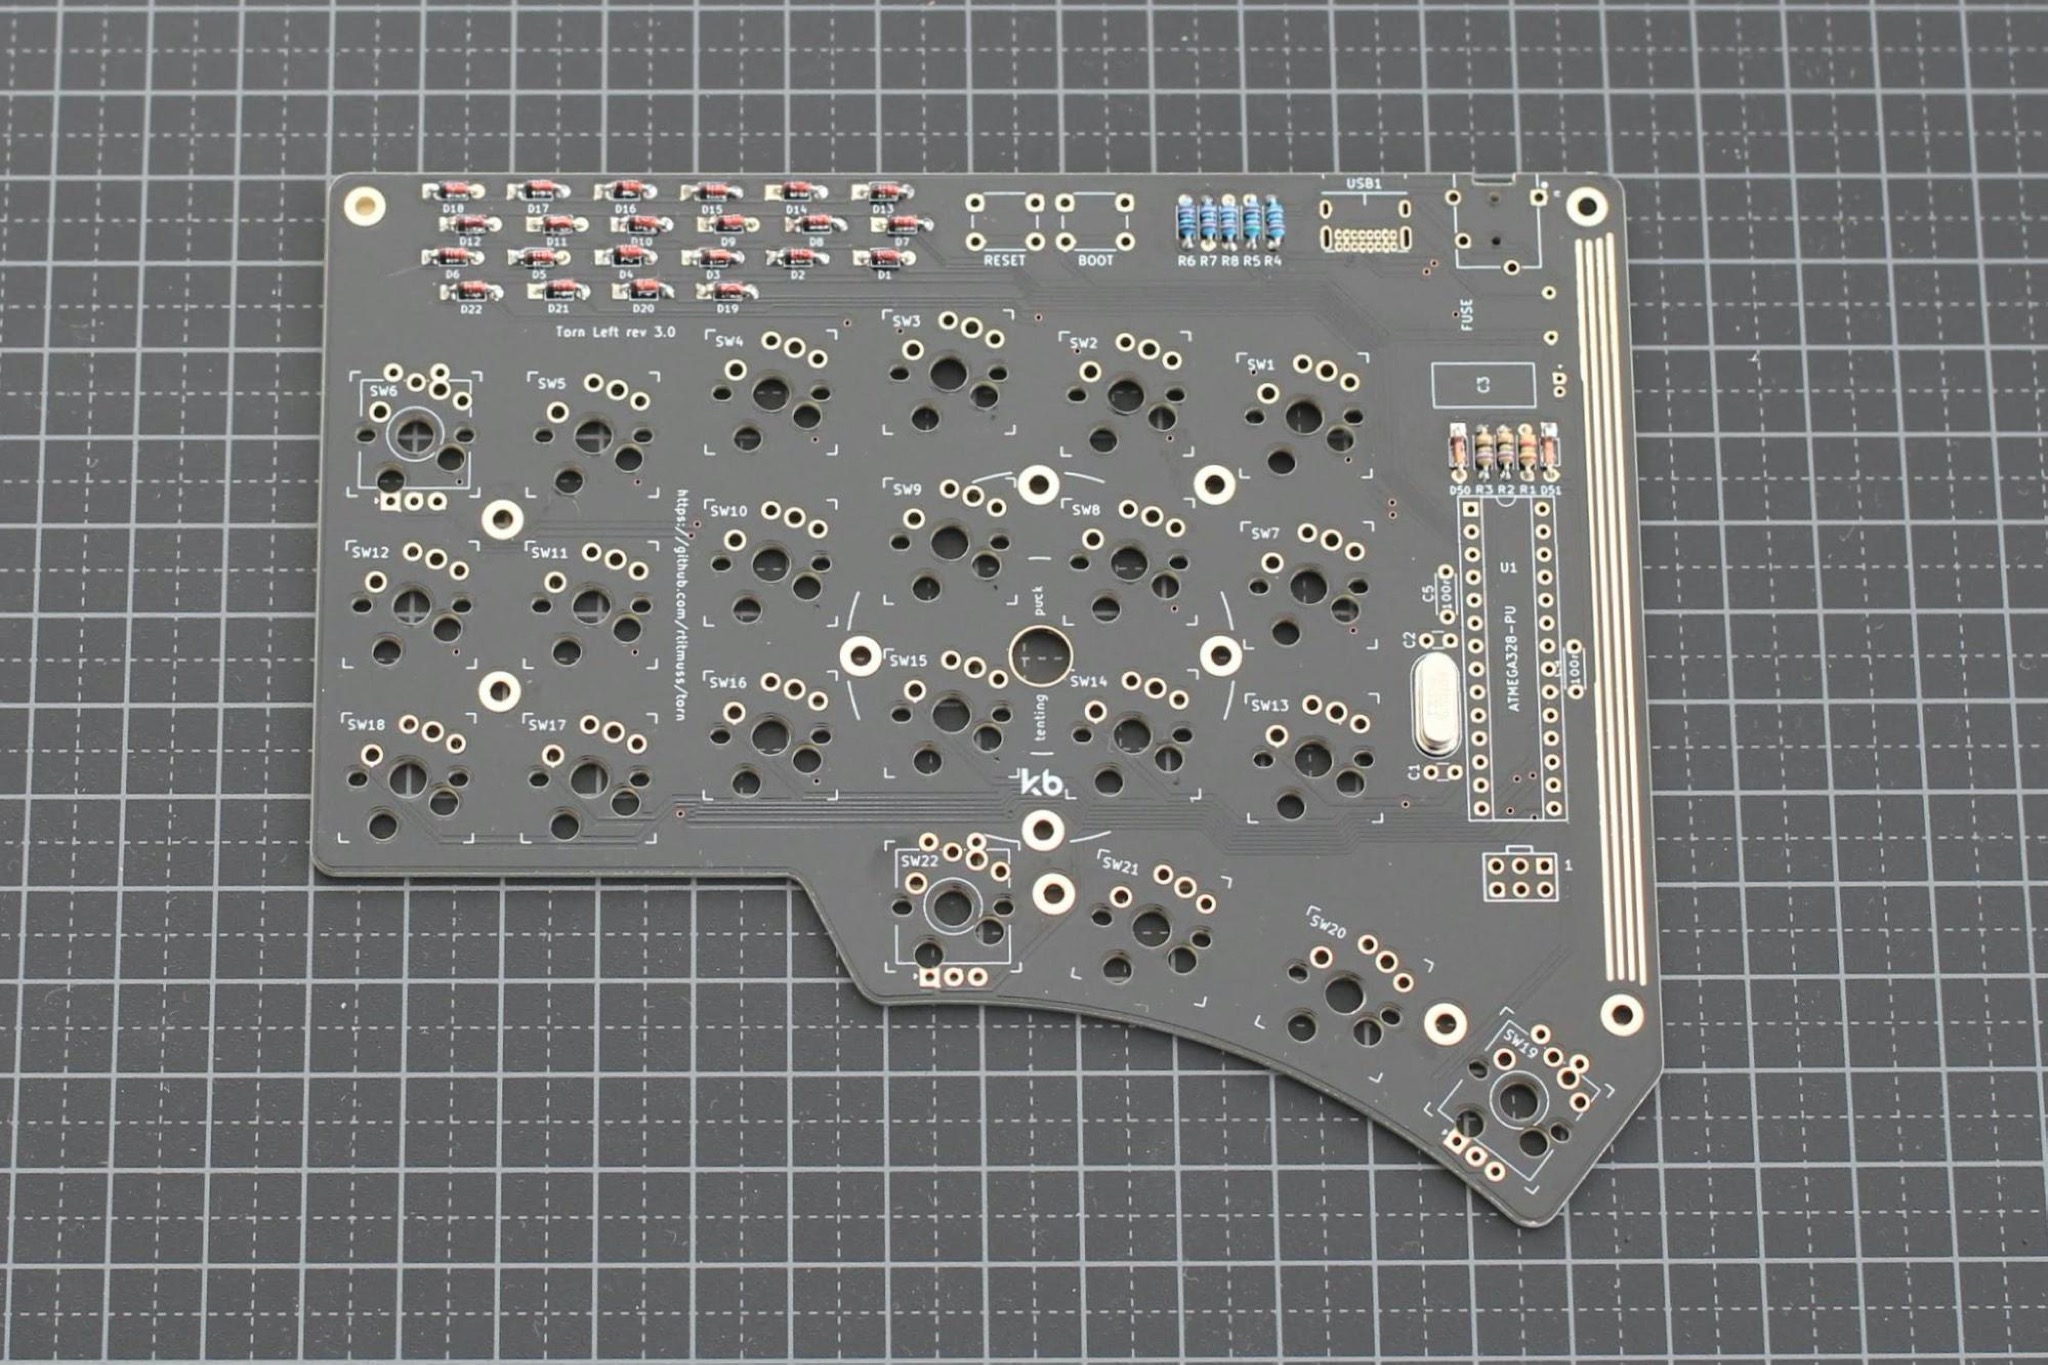 D18 D17 D16 D15 D14 D13
D12 D11 D10 D9 D8 D7
D6 D5 D4 D3 D2 D1
D22 D21 D20 D19
Torn Left rev 3.0
RESET BOOT
R6 R7 R8 R5 R4
USB1
FUSE
C3
D50 R3 R2 R1 D51
SW6 SW5 SW4 SW3 SW2 SW1
SW12 SW11 SW10 SW9 SW8 SW7
SW18 SW17 SW16 SW15 SW14 SW13
https://github.com/rtitmuss/torn
tenting puck
kb
U1
ATMEGA328-PU
C5
100n
C2
C1
100n
1
SW22 SW21 SW20 SW19